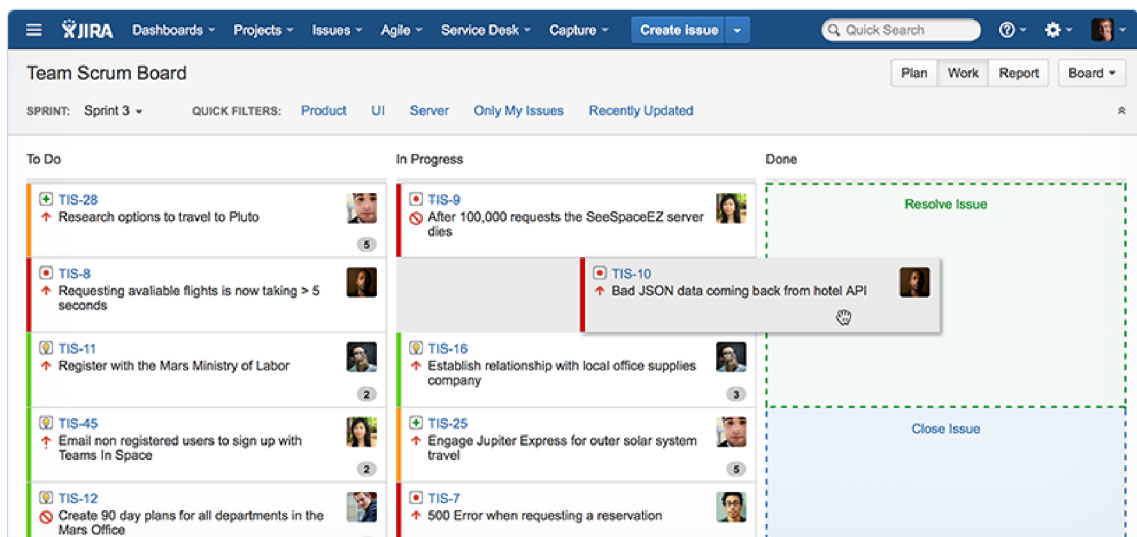 JIRA Dashboards Projects Issues Agile Service Desk Capture Create issue Quick Search
Team Scrum Board Plan Work Report Board
SPRINT: Sprint 3 QUICK FILTERS: Product UI Server Only My Issues Recently Updated
To Do
TIS-28
Research options to travel to Pluto
5
TIS-8
Requesting avaliable flights is now taking > 5
seconds
TIS-11
Register with the Mars Ministry of Labor
2
TIS-45
Email non registered users to sign up with
Teams In Space
2
TIS-12
Create 90 day plans for all departments in the
Mars Office
In Progress
TIS-9
After 100,000 requests the SeeSpaceEZ server
dies
TIS-10
Bad JSON data coming back from hotel API
TIS-16
Establish relationship with local office supplies
company
3
TIS-25
Engage Jupiter Express for outer solar system
travel
5
TIS-7
500 Error when requesting a reservation
Done
Resolve Issue
Close Issue